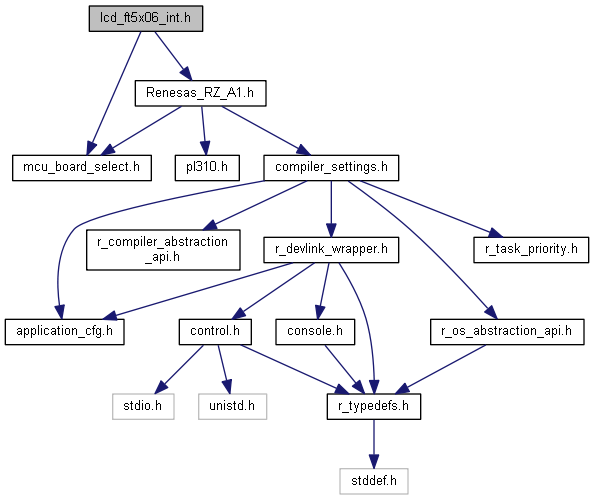 lcd_ft5x06_int.h
Renesas_RZ_A1.h
mcu_board_select.h
pl310.h
compiler_settings.h
r_compiler_abstraction
_api.h
r_devlink_wrapper.h
r_task_priority.h
application_cfg.h
control.h
console.h
r_os_abstraction_api.h
stdio.h
unistd.h
r_typedefs.h
stddef.h